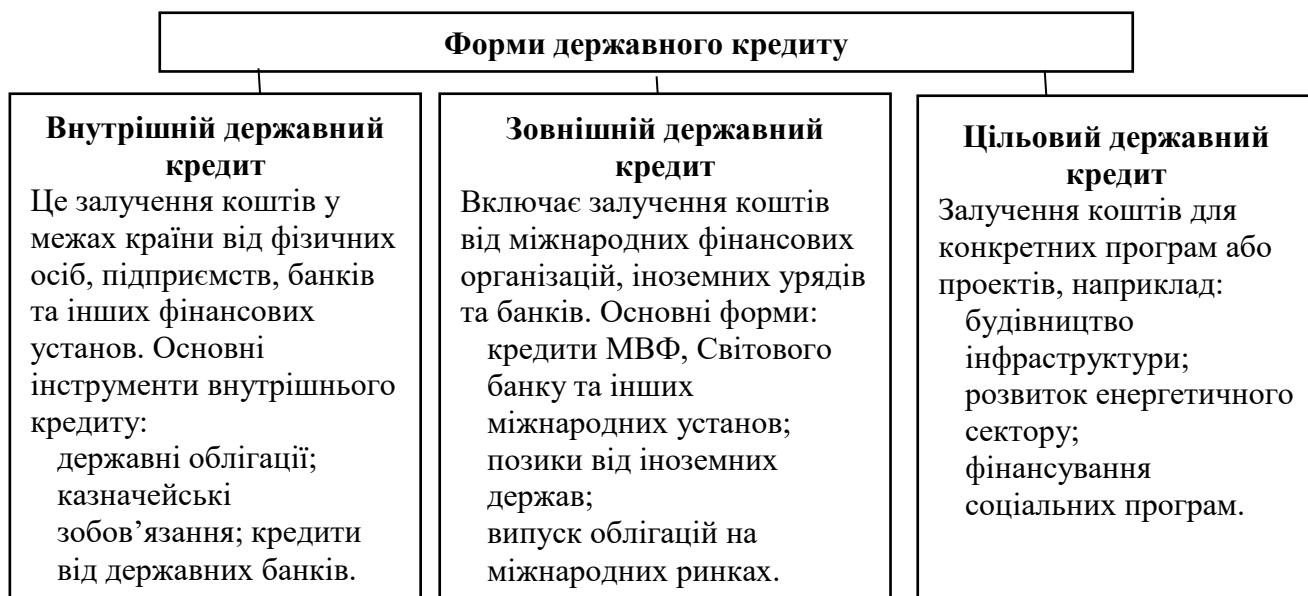 Форми державного кредиту
Внутрішній державний
кредит
Це залучення коштів у
межах країни від фізичних
осіб, підприємств, банків
та інших фінансових
установ. Основні
інструменти внутрішнього
кредиту:
державні облігації;
казначейські
зобов’язання; кредити
від державних банків.
Зовнішній державний
кредит
Включає залучення коштів
від міжнародних фінансових
організацій, іноземних урядів
та банків. Основні форми:
кредити МВФ, Світового
банку та інших
міжнародних установ;
позики від іноземних
держав;
випуск облігацій на
міжнародних ринках.
Цільовий державний
кредит
Залучення коштів для
конкретних програм або
проектів, наприклад:
будівництво
інфраструктури;
розвиток енергетичного
сектору;
фінансування
соціальних програм.